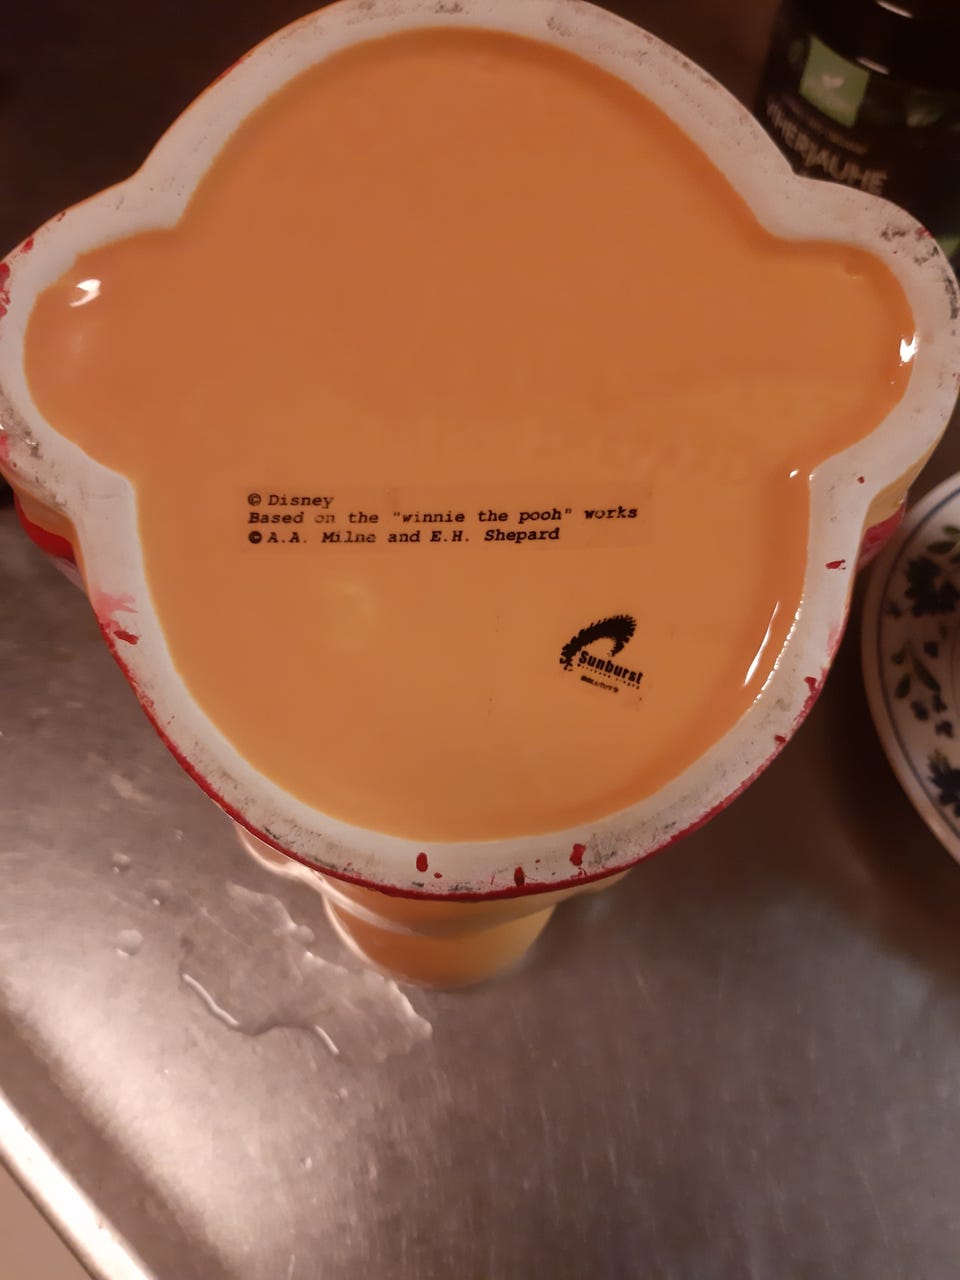 © Disney
Based on the "winnie the pooh" works
© A.A. Milne and E.H. Shepard
Sunburst